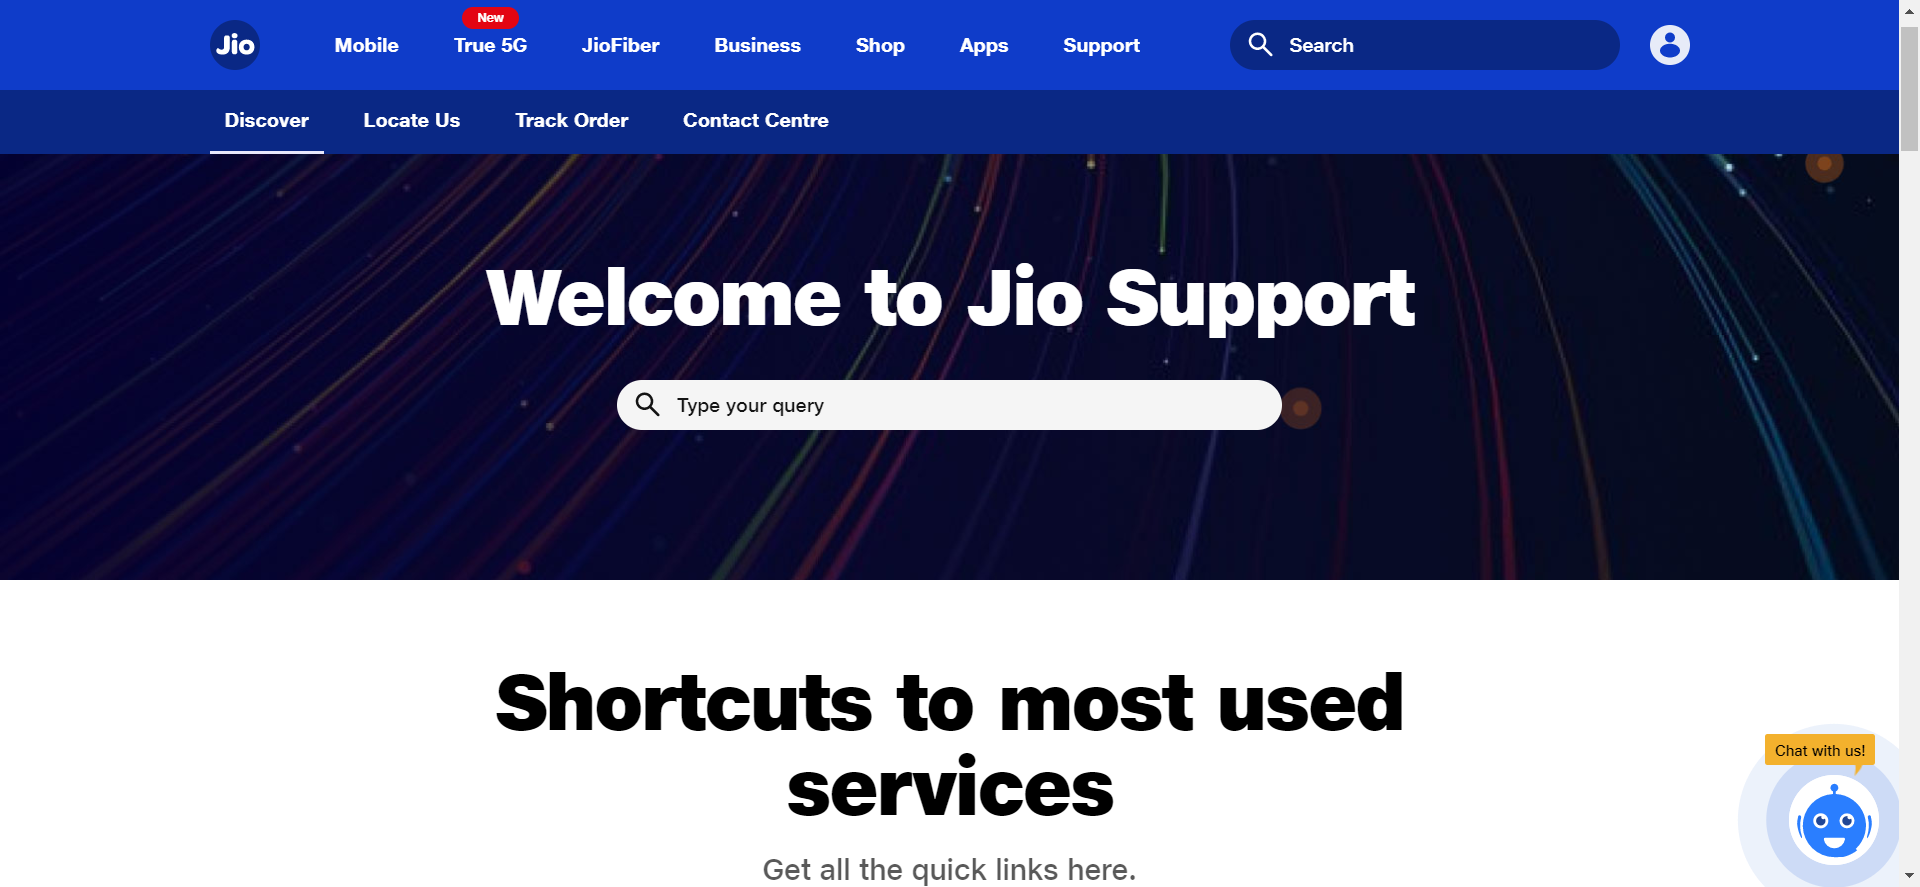 New
Jio Mobile True 5G JioFiber Business Shop Apps Support Search
Discover Locate Us Track Order Contact Centre
Welcome to Jio Support
Type your query
Shortcuts to most used
services
Chat with us!
Get all the quick links here.